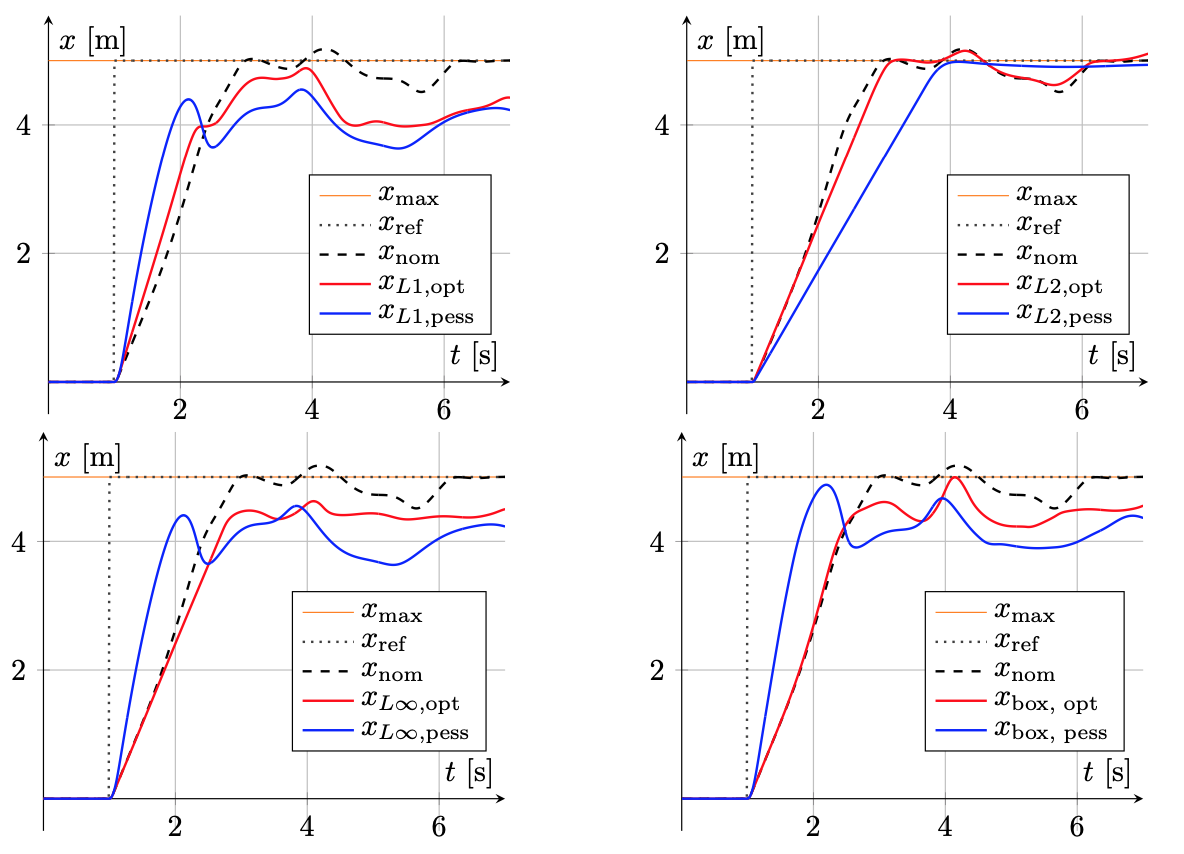 x [m]
4
2
x_max
x_ref
x_nom
x_L1,opt
x_L1,pess
t [s]
2 4 6
x [m]
4
2
x_max
x_ref
x_nom
x_L2,opt
x_L2,pess
t [s]
2 4 6
x [m]
4
2
x_max
x_ref
x_nom
x_L∞,opt
x_L∞,pess
t [s]
2 4 6
x [m]
4
2
x_max
x_ref
x_nom
x_box, opt
x_box, pess
t [s]
2 4 6